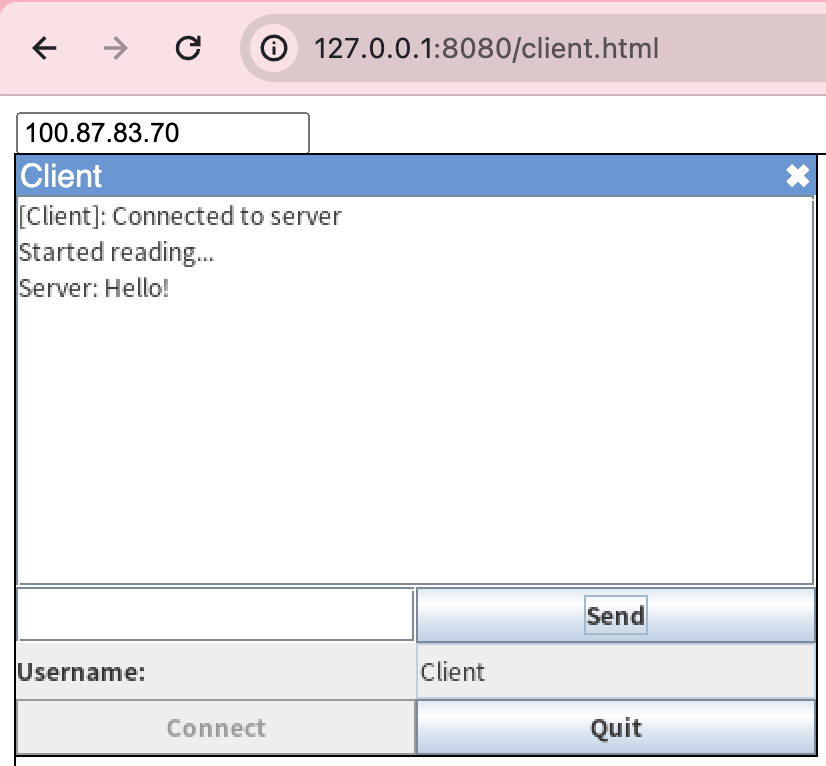 127.0.0.1:8080/client.html
100.87.83.70
Client
[Client]: Connected to server
Started reading...
Server: Hello!
Send
Username: Client
Connect Quit